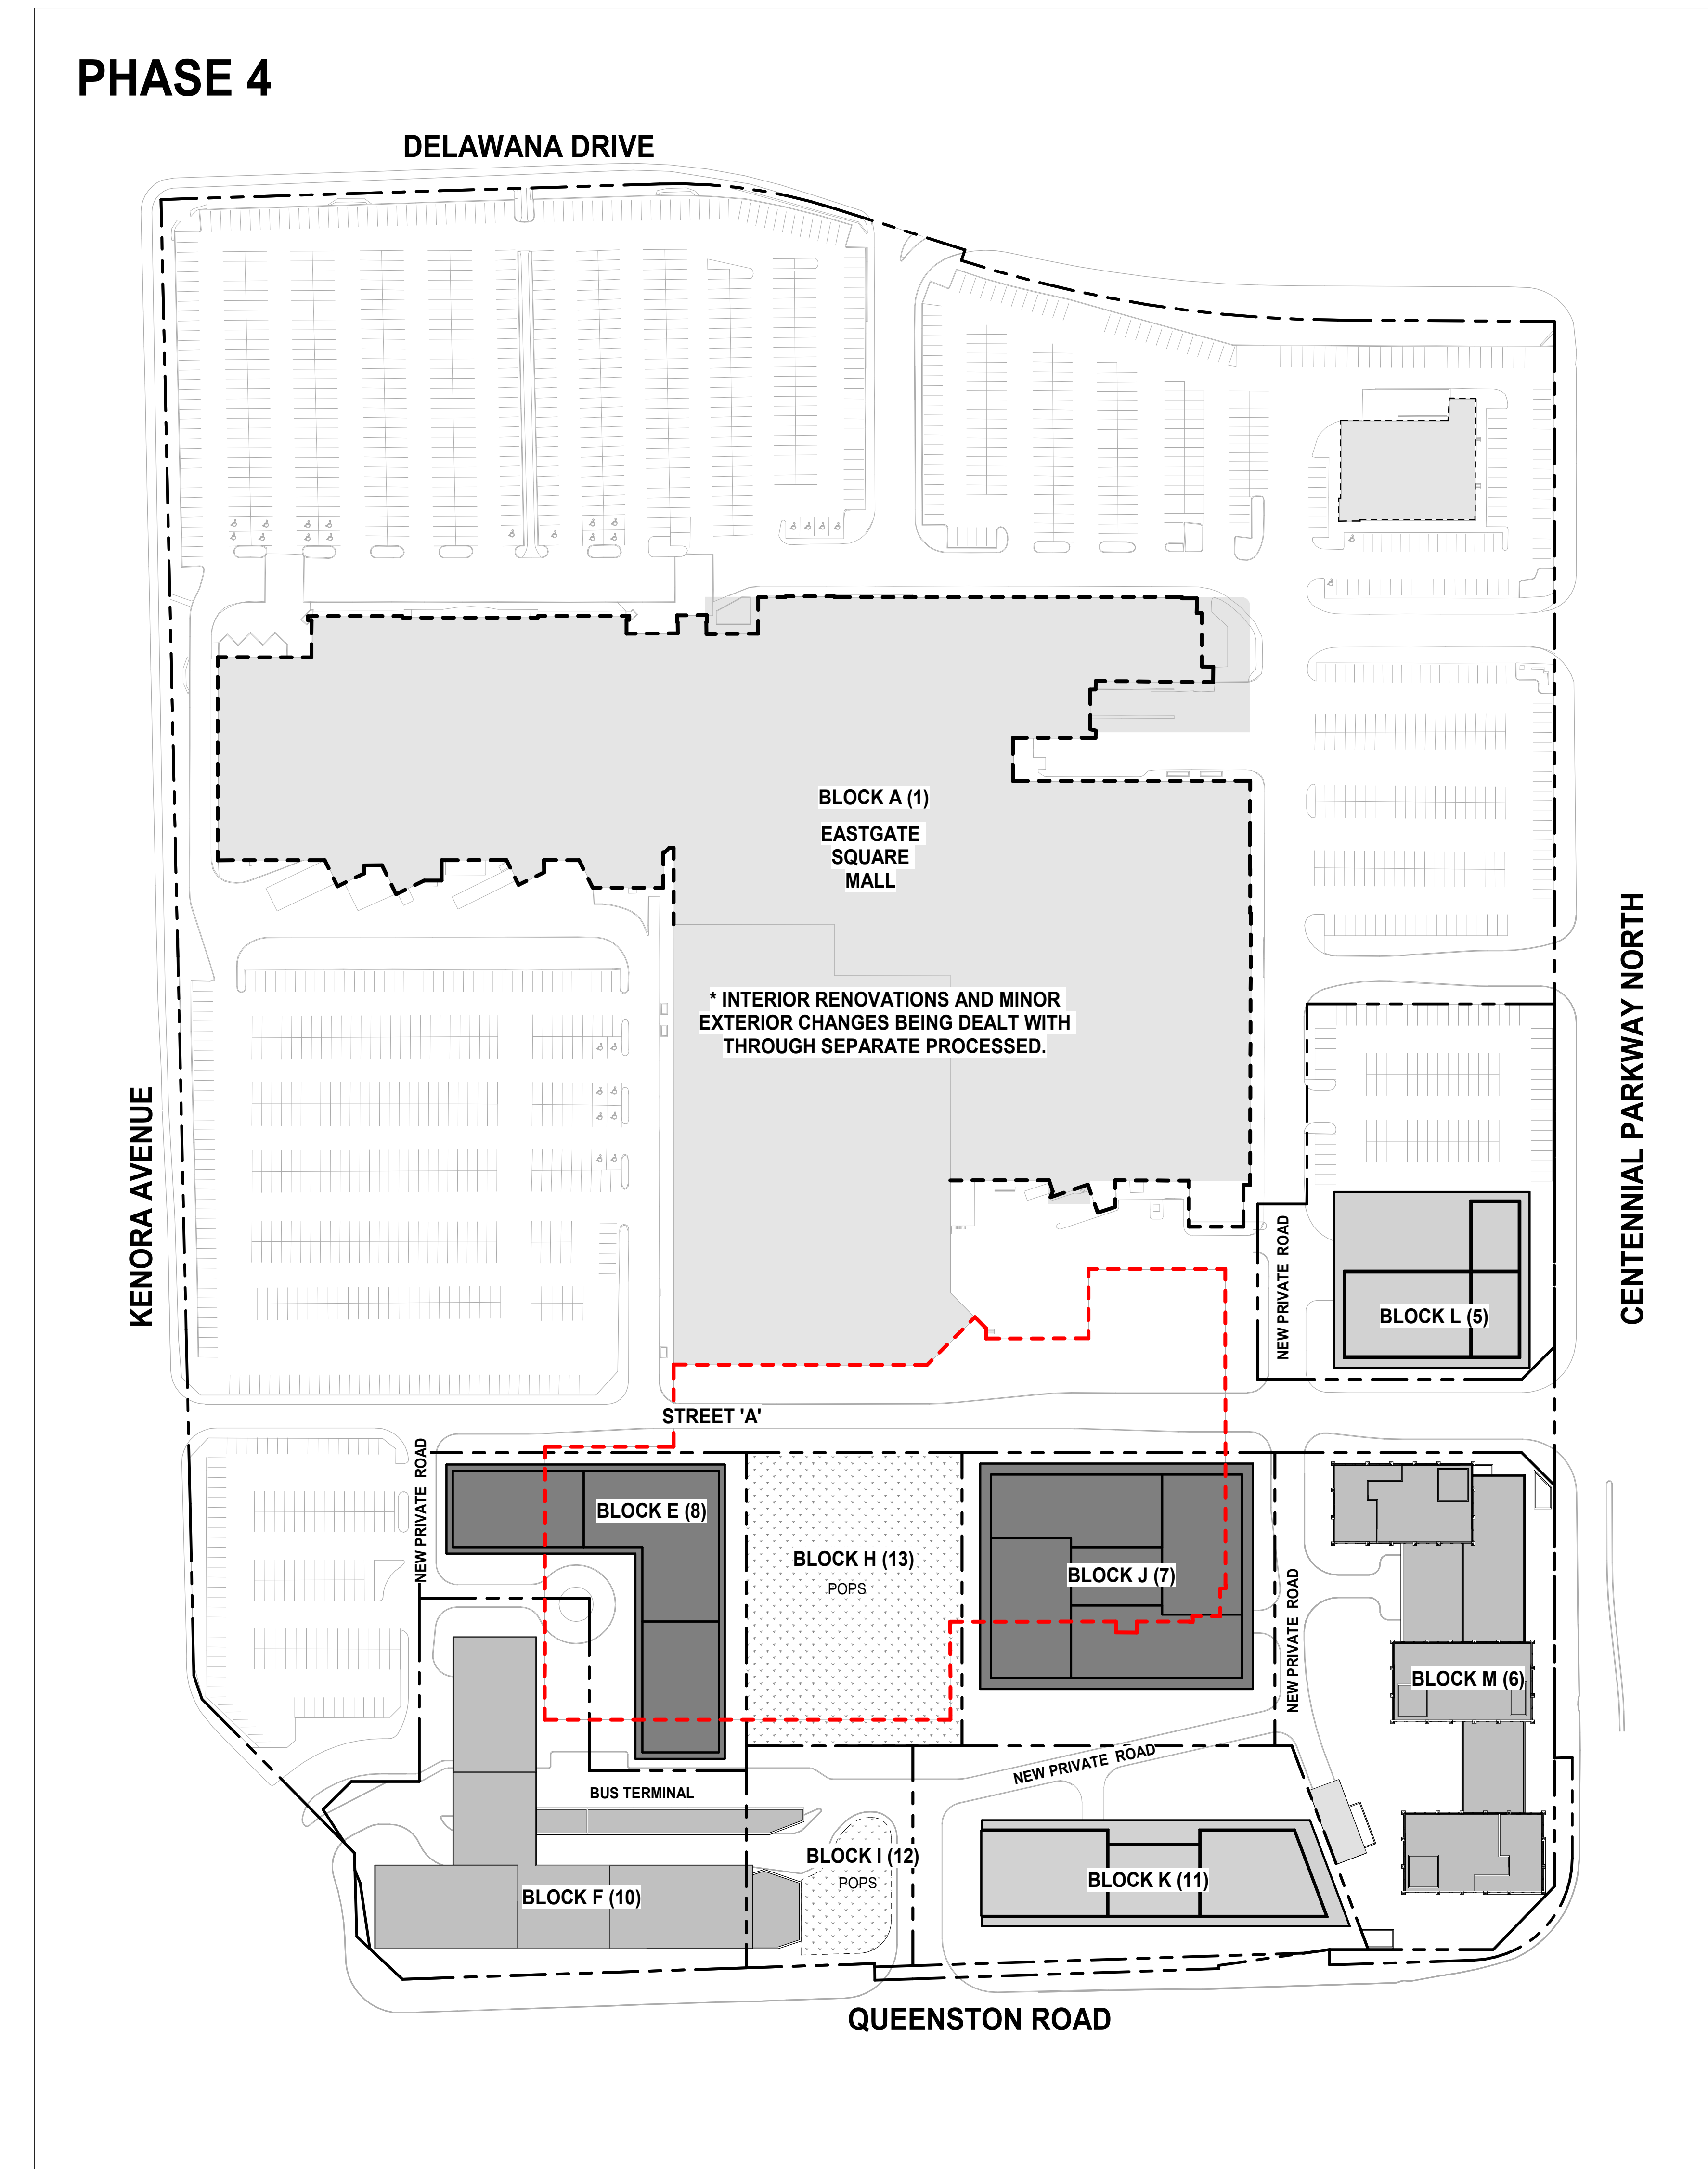 PHASE 4
DELAWANA DRIVE
BLOCK A (1)
EASTGATE
SQUARE
MALL
* INTERIOR RENOVATIONS AND MINOR
EXTERIOR CHANGES BEING DEALT WITH
THROUGH SEPARATE PROCESSED.
KENORA AVENUE
CENTENNIAL PARKWAY NORTH
NEW PRIVATE ROAD
BLOCK L (5)
STREET 'A'
NEW PRIVATE ROAD
BLOCK E (8)
BLOCK H (13)
POPS
BLOCK J (7)
NEW PRIVATE ROAD
BLOCK M (6)
NEW PRIVATE ROAD
BUS TERMINAL
BLOCK I (12)
POPS
BLOCK F (10)
BLOCK K (11)
QUEENSTON ROAD